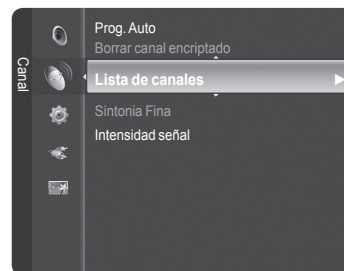 Canal
Prog. Auto
Borrar canal encriptado
Lista de canales
Sintonia Fina
Intensidad señal